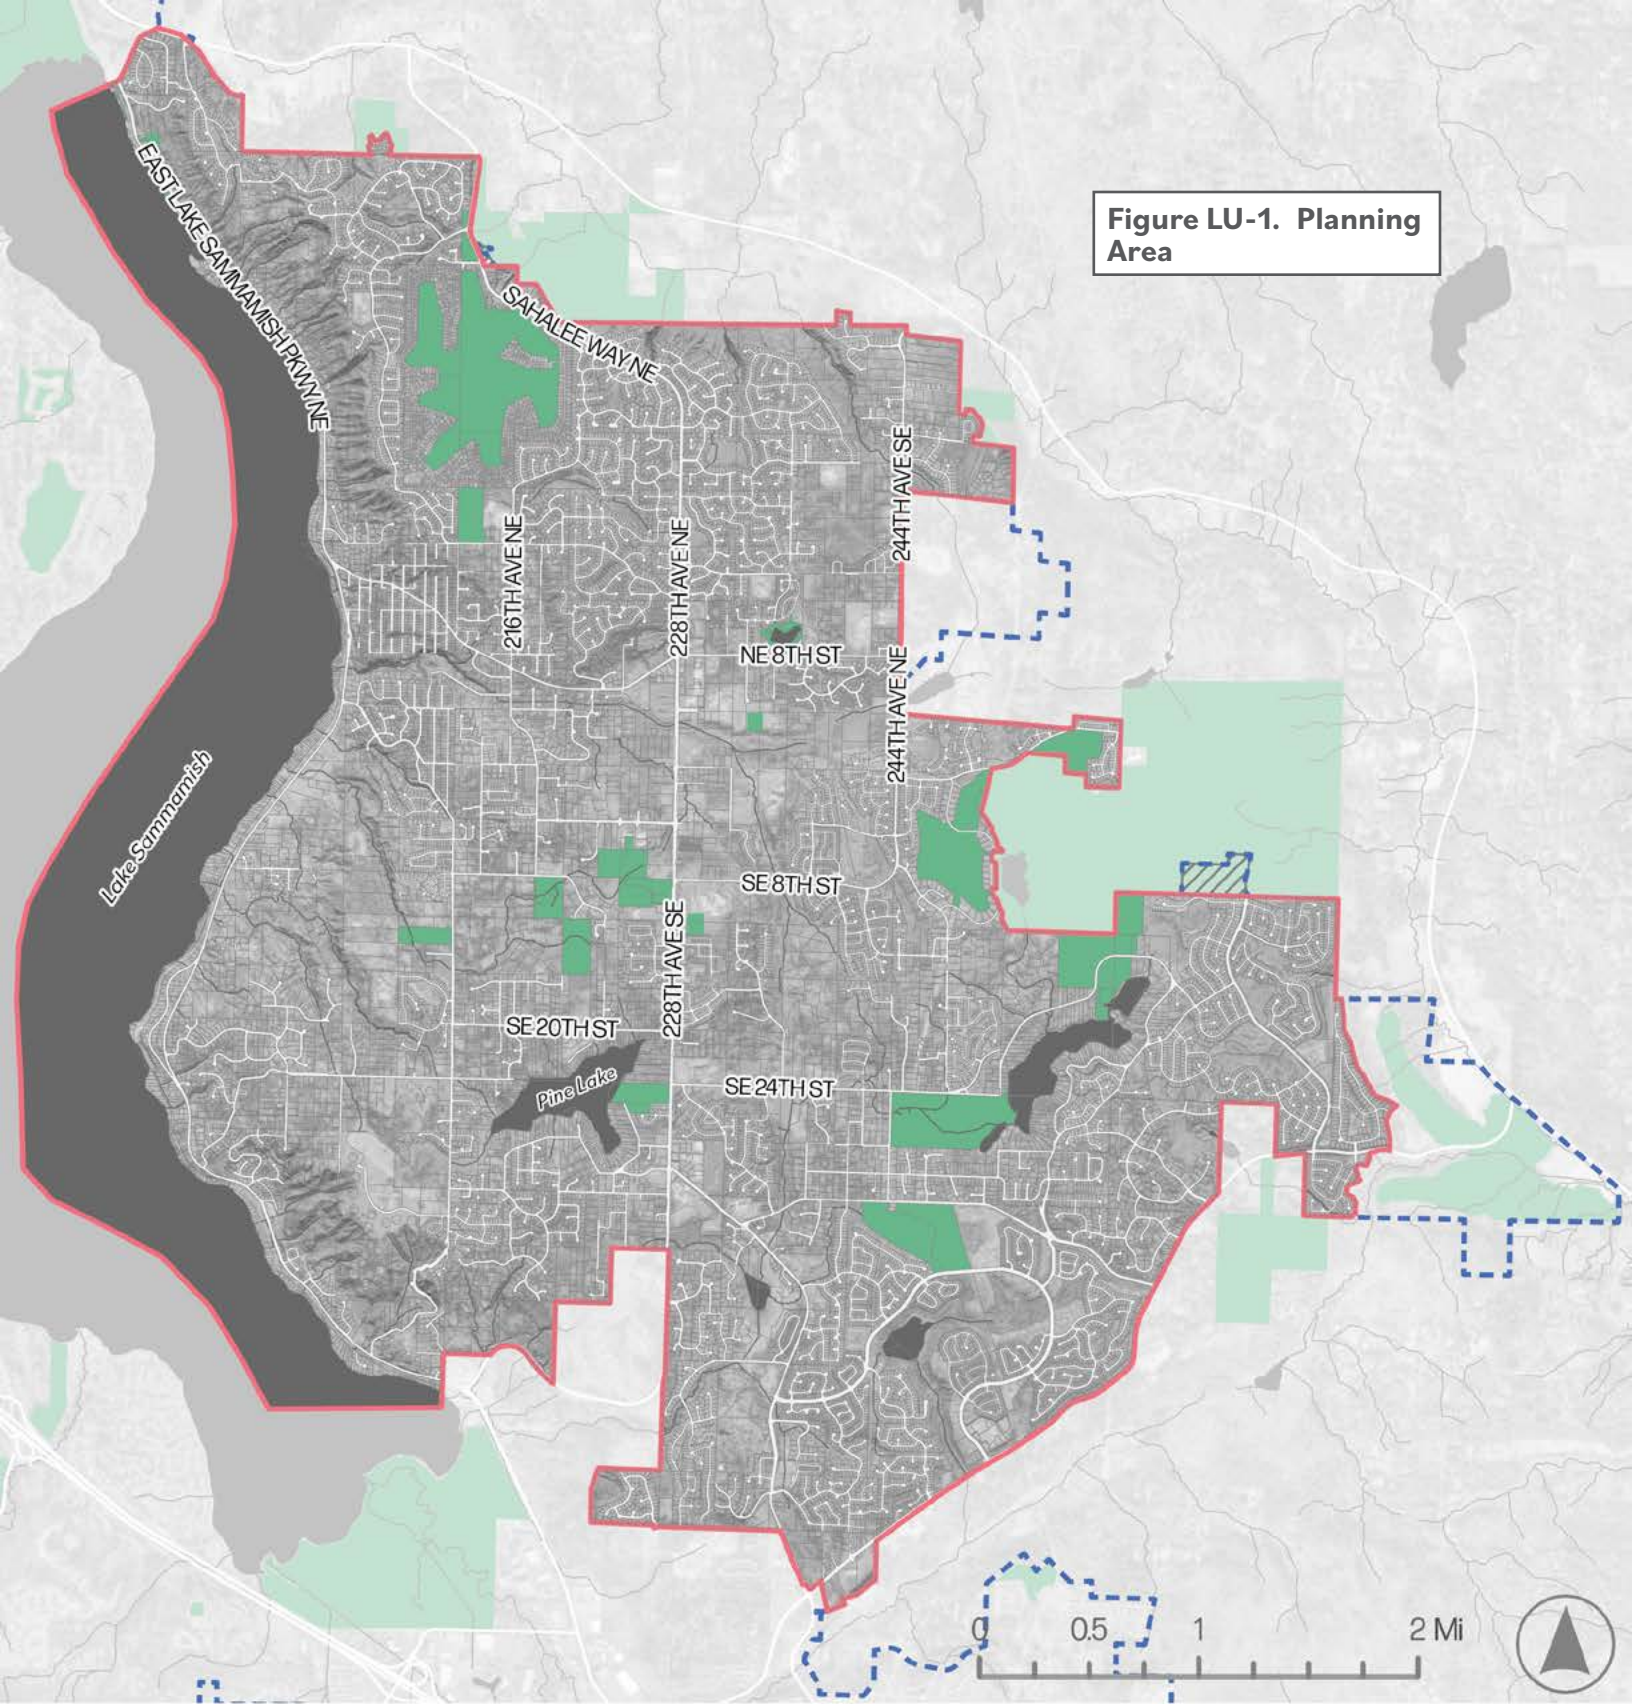 Figure LU-1. Planning
Area
EAST LAKE SAMMAMISH PKWY NE
SAHALEE WAY NE
244TH AVE SE
216TH AVE NE
228TH AVE NE
NE 8TH ST
244TH AVE NE
Lake Sammamish
SE 8TH ST
228TH AVE SE
SE 20TH ST
Pine Lake
SE 24TH ST
0 0.5 1 2 Mi